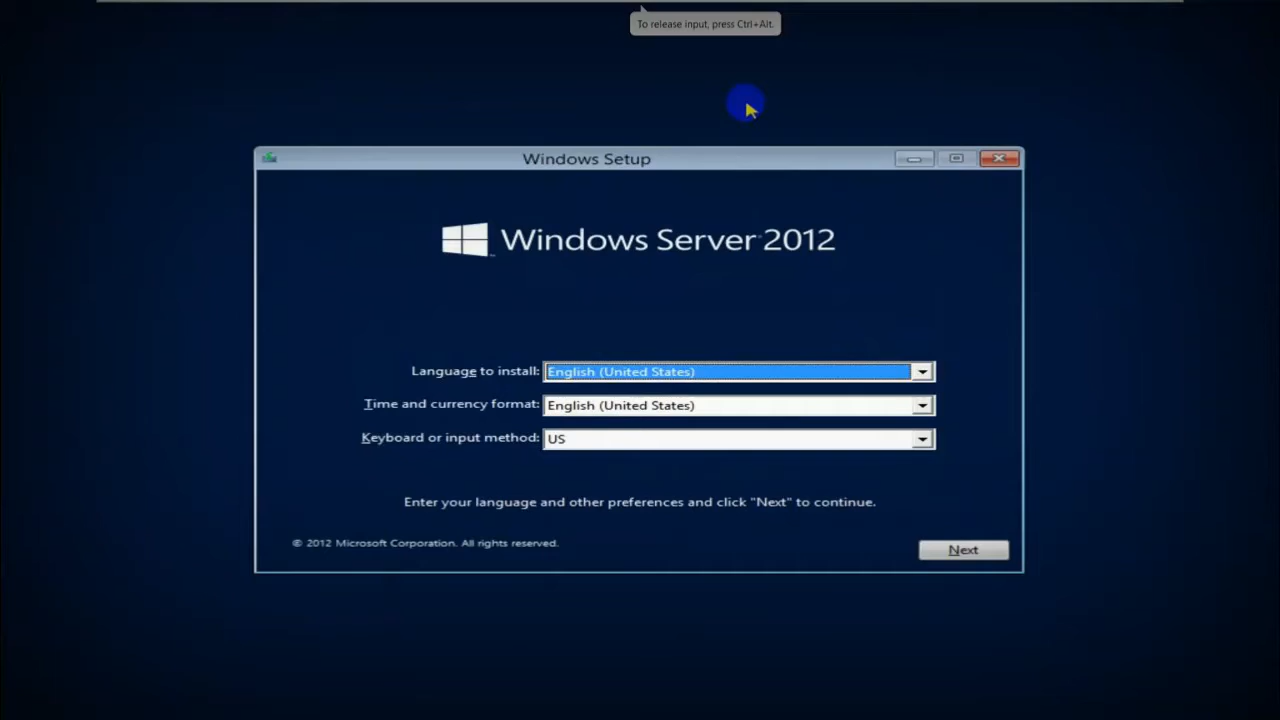 To release input, press Ctrl+Alt.
Windows Setup
Windows Server 2012
Language to install: English (United States)
Time and currency format: English (United States)
Keyboard or input method: US
Enter your language and other preferences and click "Next" to continue.
© 2012 Microsoft Corporation. All rights reserved.
Next